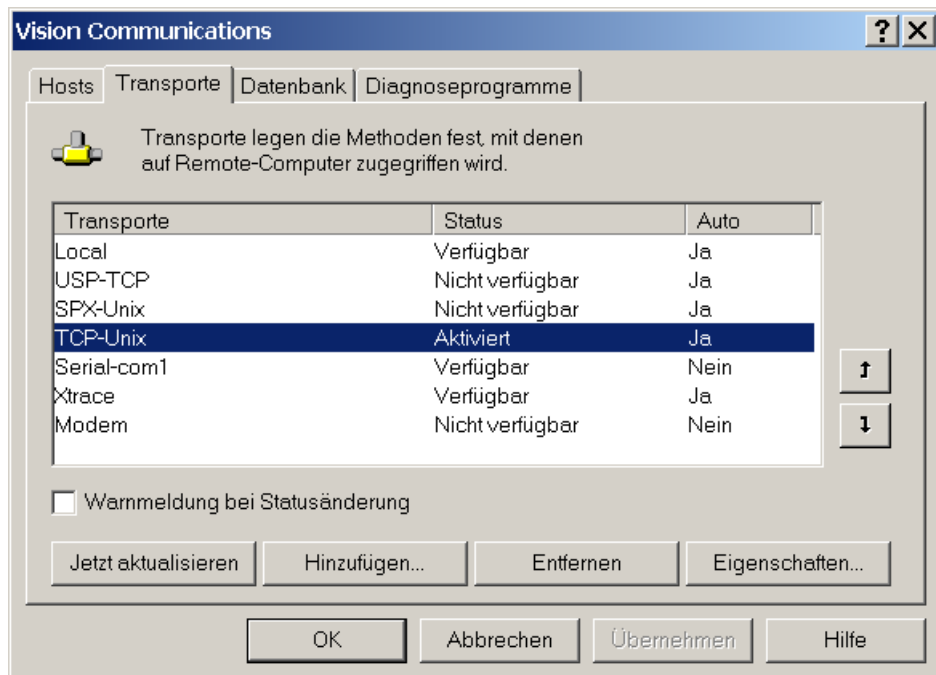 Vision Communications
Hosts Transporte Datenbank Diagnoseprogramme
Transporte legen die Methoden fest, mit denen
auf Remote-Computer zugegriffen wird.
Transporte Status Auto
Local Verfügbar Ja
USP-TCP Nicht verfügbar Ja
SPX-Unix Nicht verfügbar Ja
TCP-Unix Aktiviert Ja
Serial-com1 Verfügbar Nein
Xtrace Verfügbar Ja
Modem Nicht verfügbar Nein
Warnmeldung bei Statusänderung
Jetzt aktualisieren Hinzufügen... Entfernen Eigenschaften...
OK Abbrechen Übernehmen Hilfe